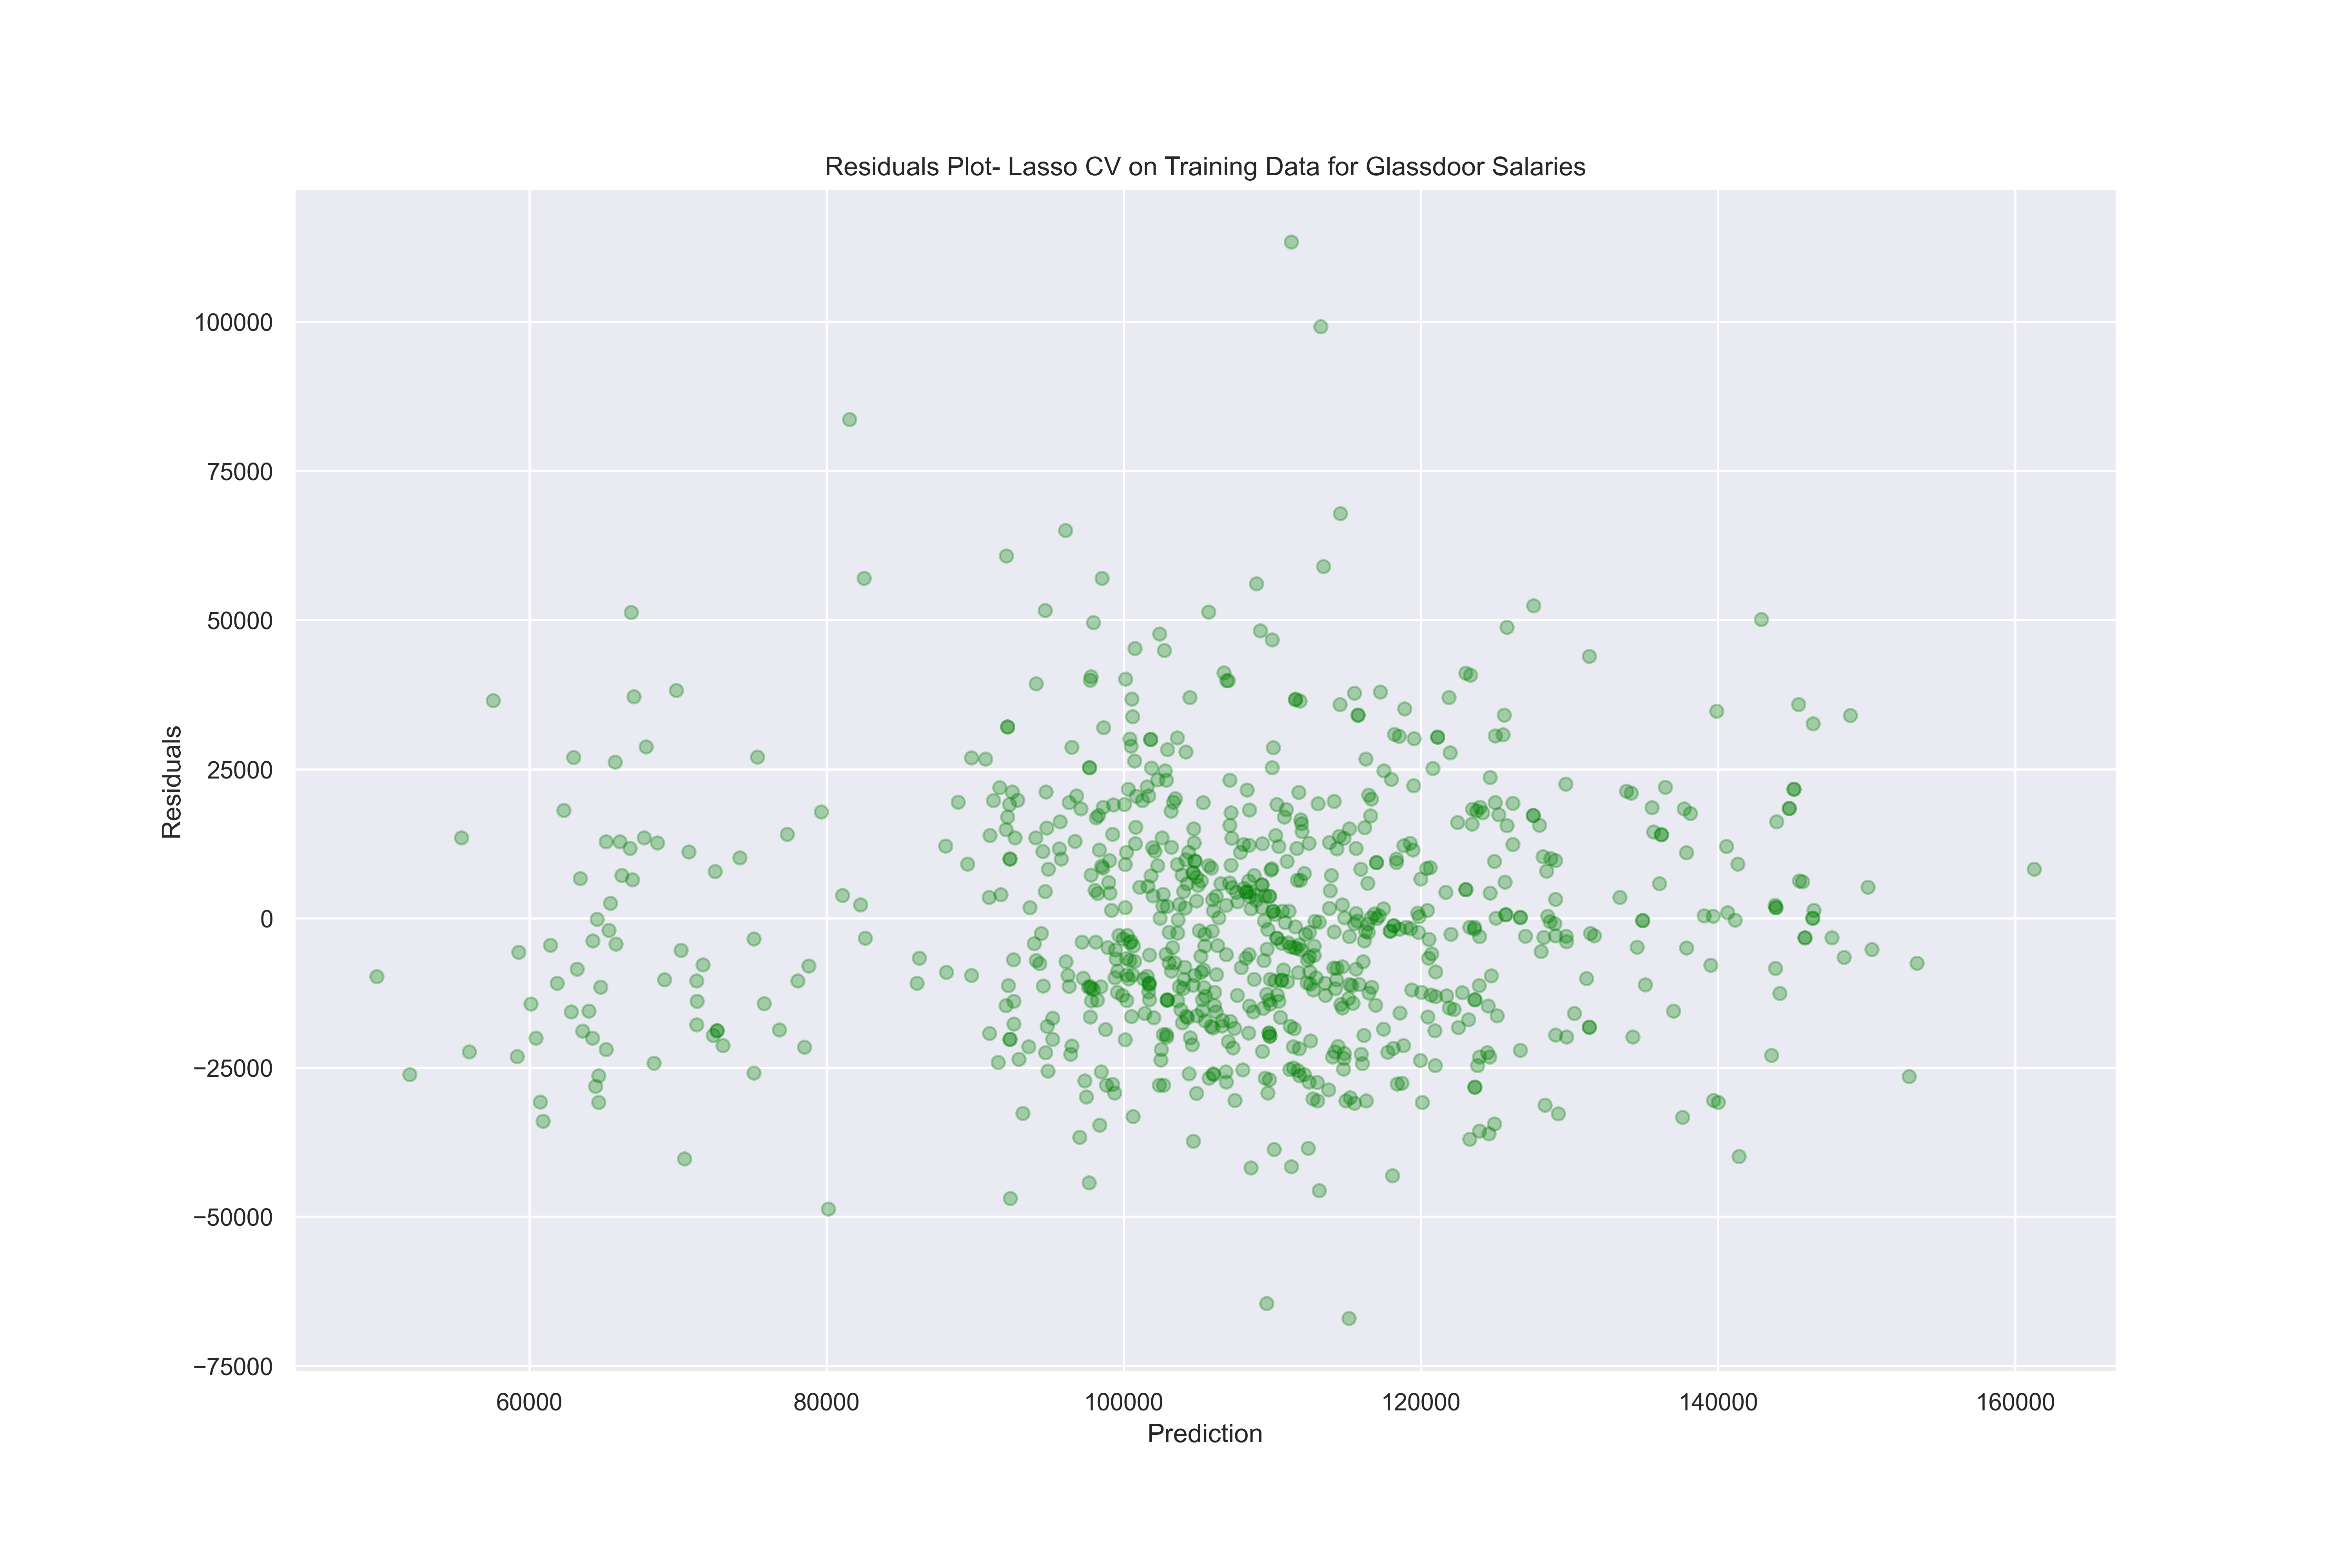 Residuals Plot- Lasso CV on Training Data for Glassdoor Salaries
100000
75000
50000
25000
0
−25000
−50000
−75000
Residuals
60000 80000 100000 120000 140000 160000
Prediction